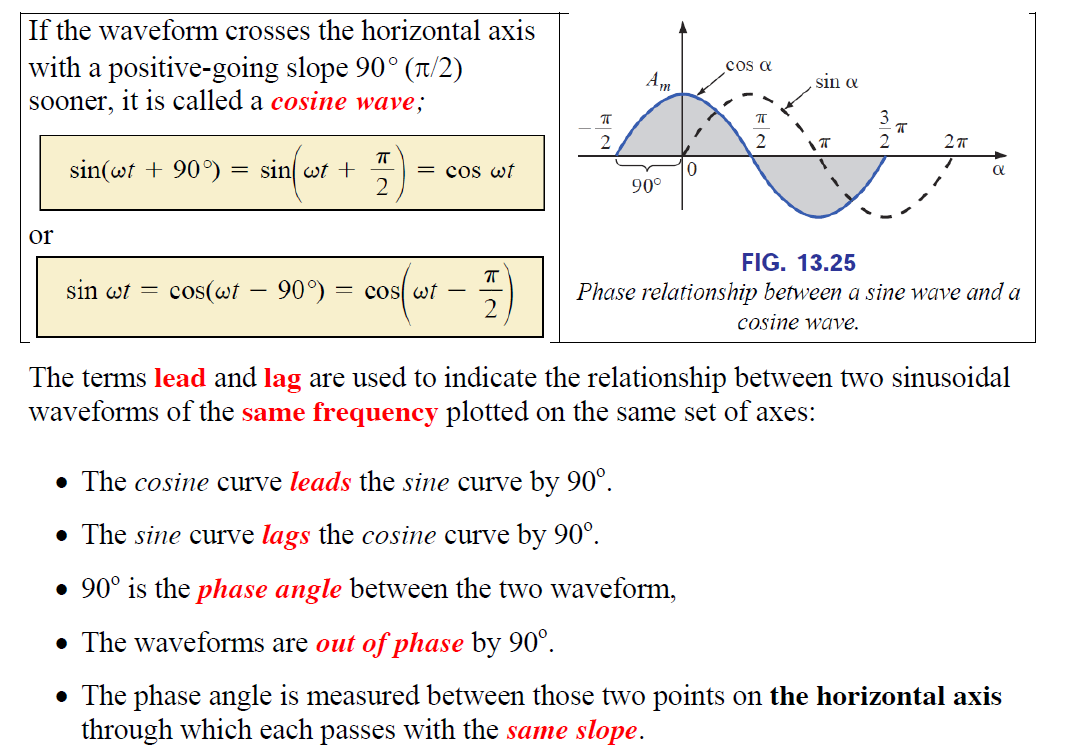 If the waveform crosses the horizontal axis
with a positive-going slope 90° (π/2)
sooner, it is called a cosine wave;
sin(ωt + 90°) = sin(ωt + π/2) = cos ωt
or
sin ωt = cos(ωt − 90°) = cos(ωt − π/2)
A_m
cos α
sin α
− π/2
π/2
π
3/2 π
2π
0
α
90°
FIG. 13.25
Phase relationship between a sine wave and a
cosine wave.
The terms lead and lag are used to indicate the relationship between two sinusoidal
waveforms of the same frequency plotted on the same set of axes:
• The cosine curve leads the sine curve by 90°.
• The sine curve lags the cosine curve by 90°.
• 90° is the phase angle between the two waveform,
• The waveforms are out of phase by 90°.
• The phase angle is measured between those two points on the horizontal axis
through which each passes with the same slope.